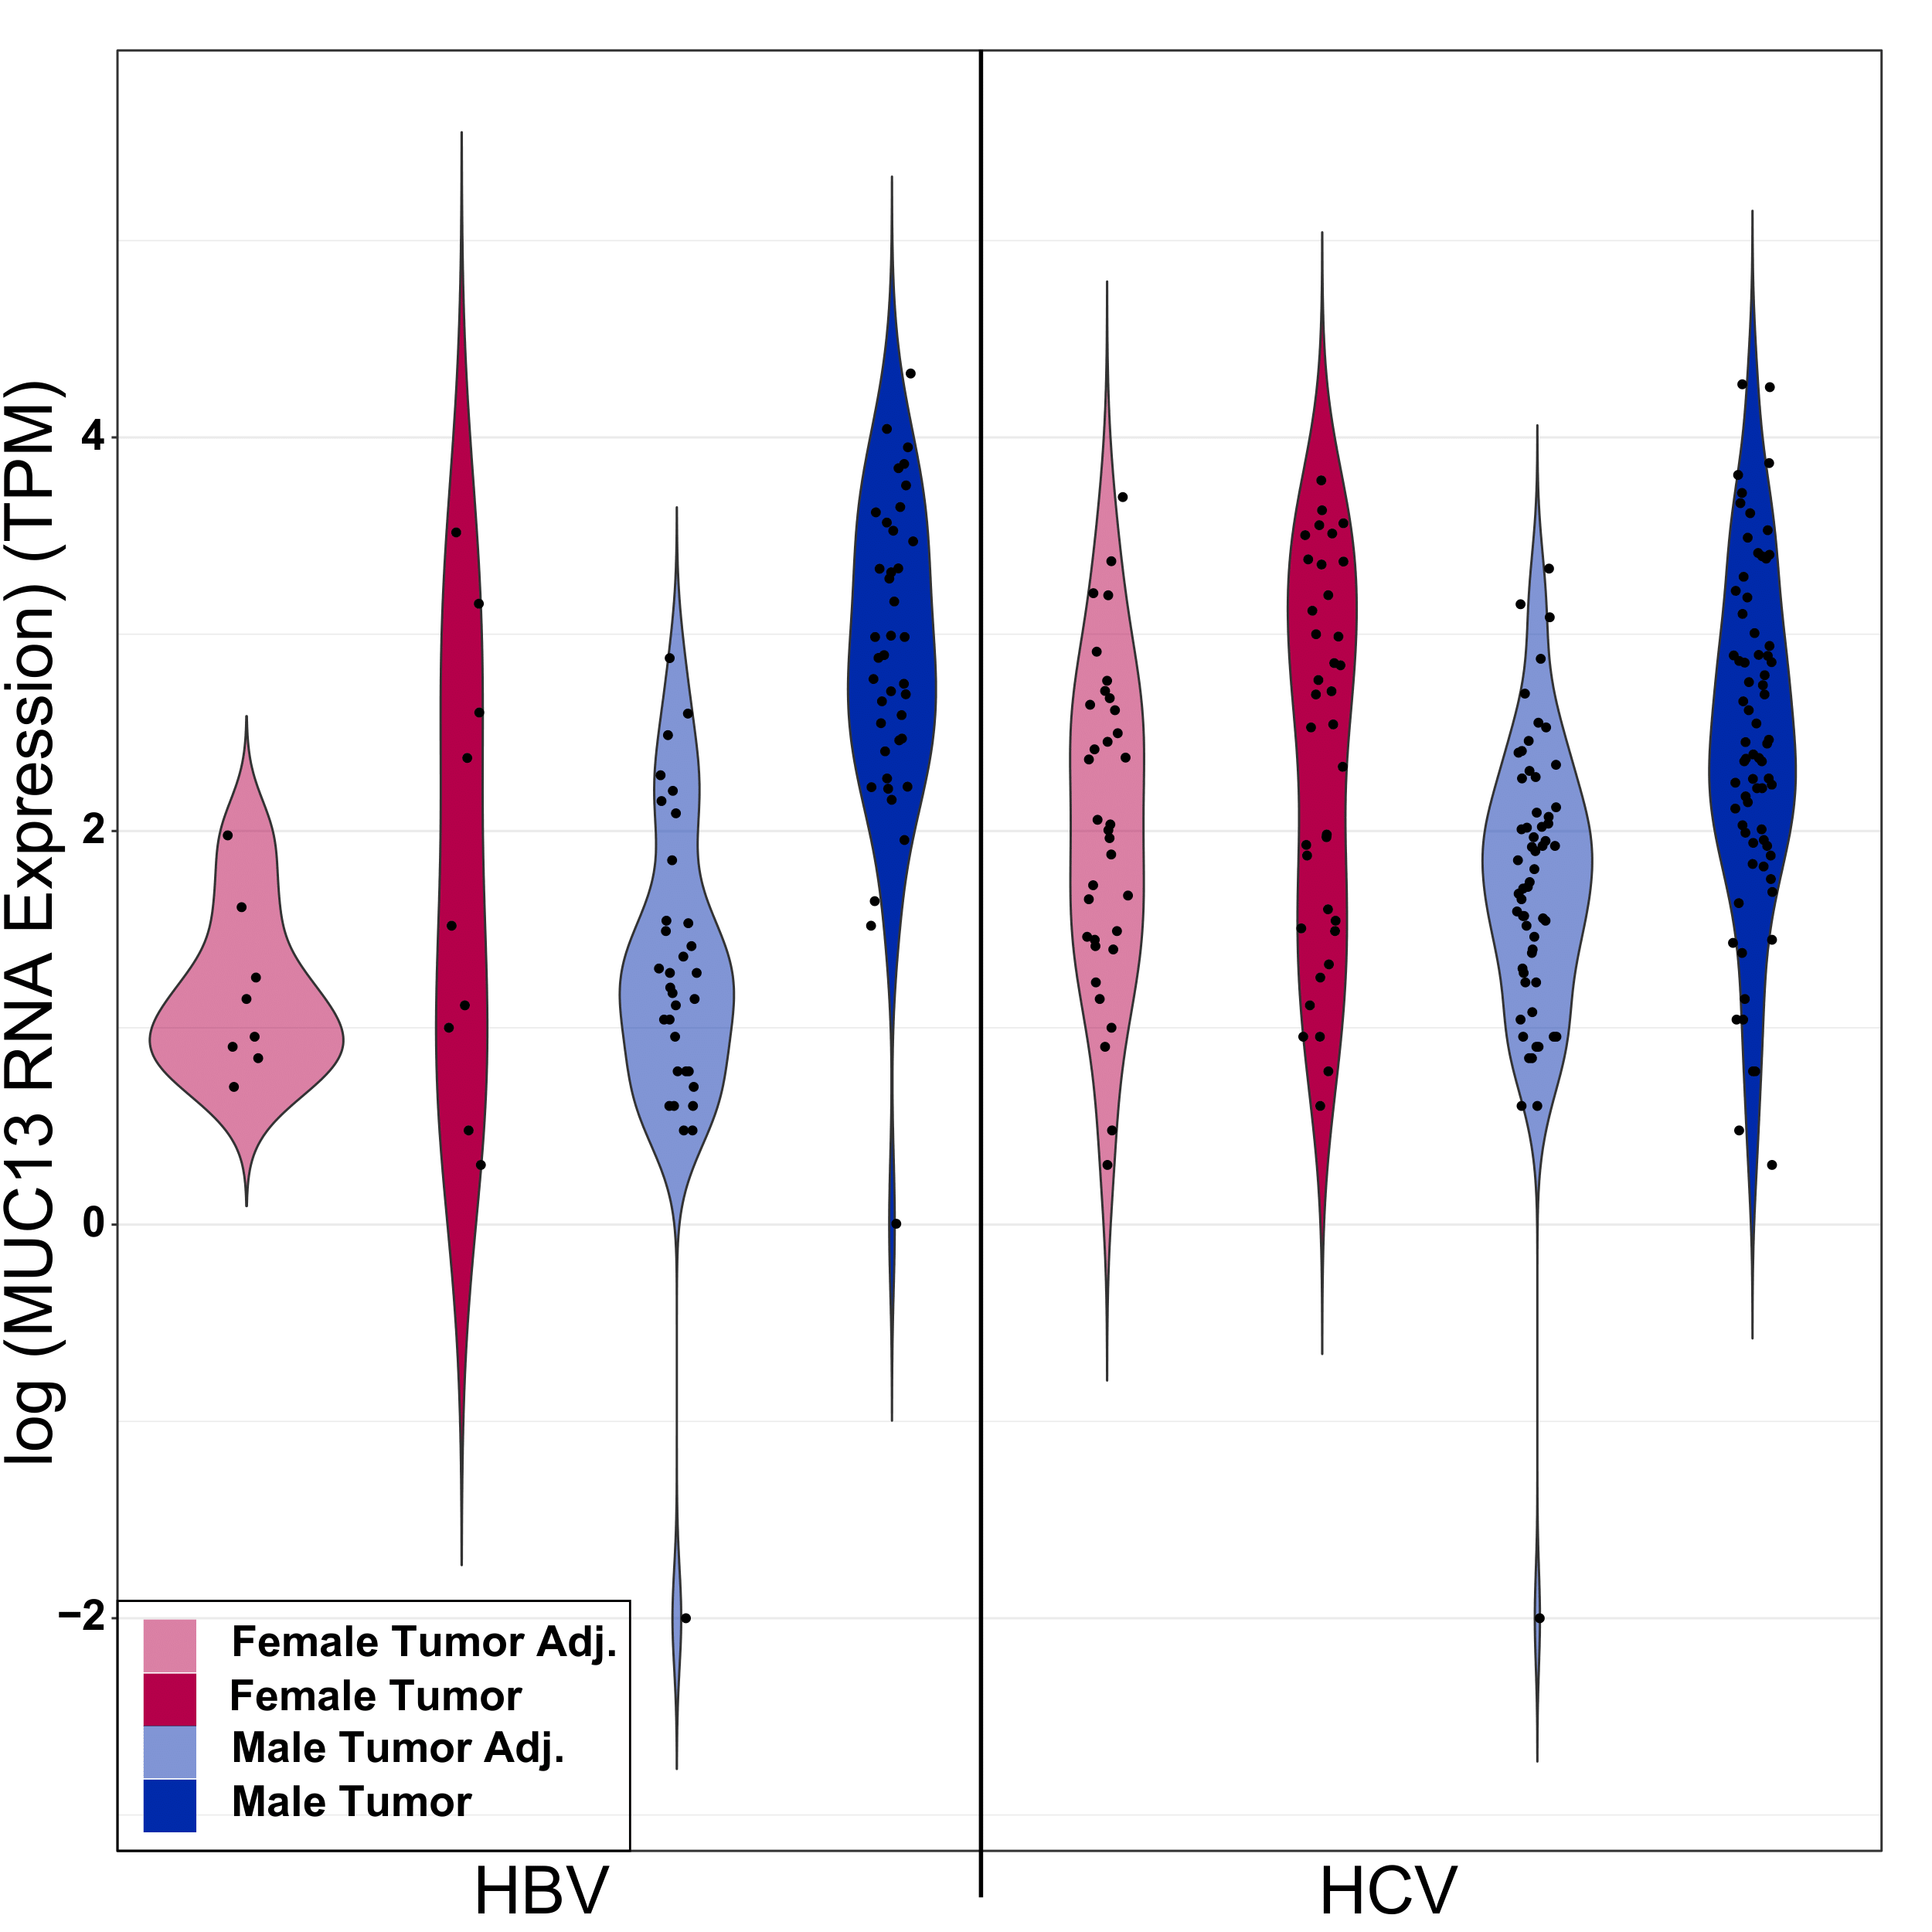 log (MUC13 RNA Expression) (TPM)
4
2
0
−2
Female Tumor Adj.
Female Tumor
Male Tumor Adj.
Male Tumor
HBV
HCV